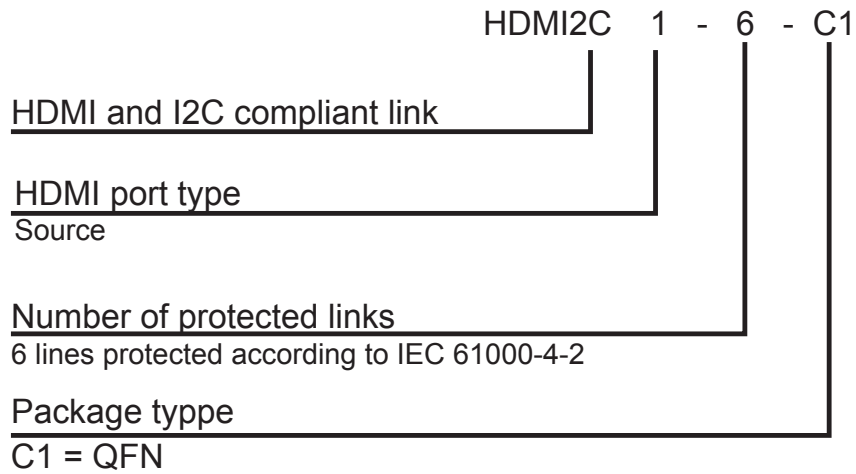 HDMI2C 1 - 6 - C1
HDMI and I2C compliant link
HDMI port type
Source
Number of protected links
6 lines protected according to IEC 61000-4-2
Package typpe
C1 = QFN